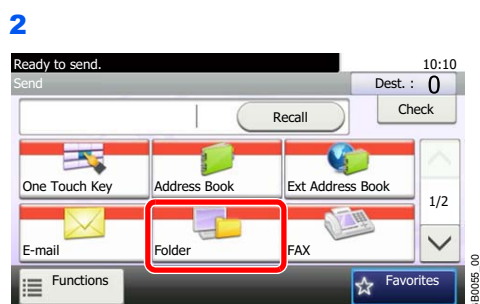 2
Ready to send.
10:10
Send
Dest. : 0
Recall
Check
One Touch Key
Address Book
Ext Address Book
1/2
E-mail
Folder
FAX
Functions
Favorites
B0055_00